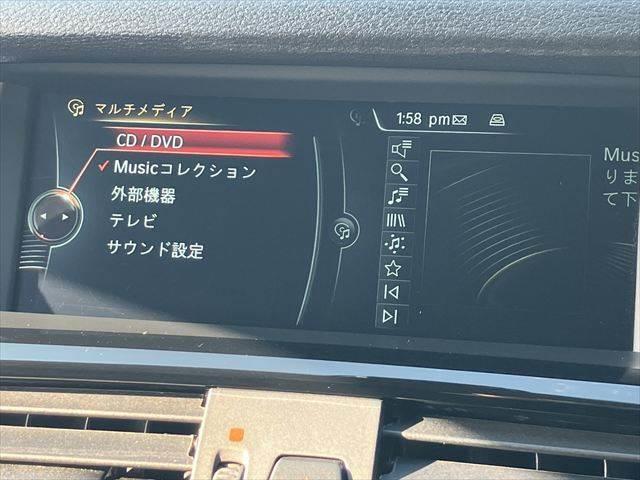 マルチメディア
1:58 pm
CD / DVD
Musicコレクション
外部機器
テレビ
サウンド設定
Mus
りま
て下